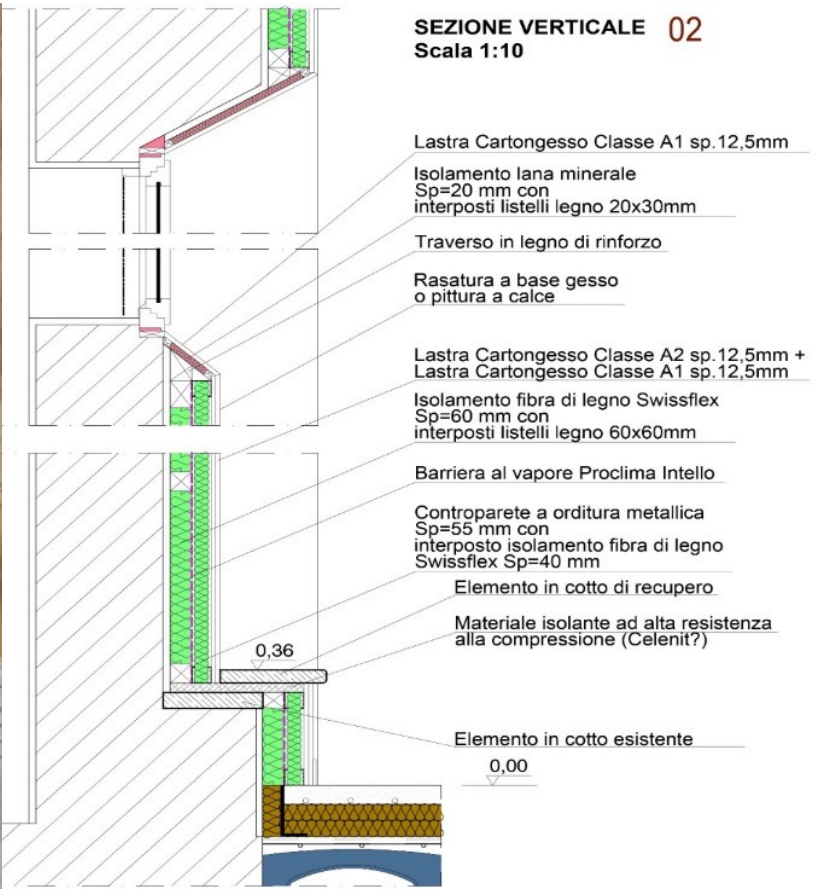 SEZIONE VERTICALE 02
Scala 1:10
Lastra Cartongesso Classe A1 sp.12,5mm
Isolamento lana minerale
Sp=20 mm con
interposti listelli legno 20x30mm
Traverso in legno di rinforzo
Rasatura a base gesso
o pittura a calce
Lastra Cartongesso Classe A2 sp.12,5mm +
Lastra Cartongesso Classe A1 sp.12,5mm
Isolamento fibra di legno Swissflex
Sp=60 mm con
interposti listelli legno 60x60mm
Barriera al vapore Proclima Intello
Controparete a orditura metallica
Sp=55 mm con
interposto isolamento fibra di legno
Swissflex Sp=40 mm
Elemento in cotto di recupero
Materiale isolante ad alta resistenza
alla compressione (Celenit?)
0,36
Elemento in cotto esistente
0,00